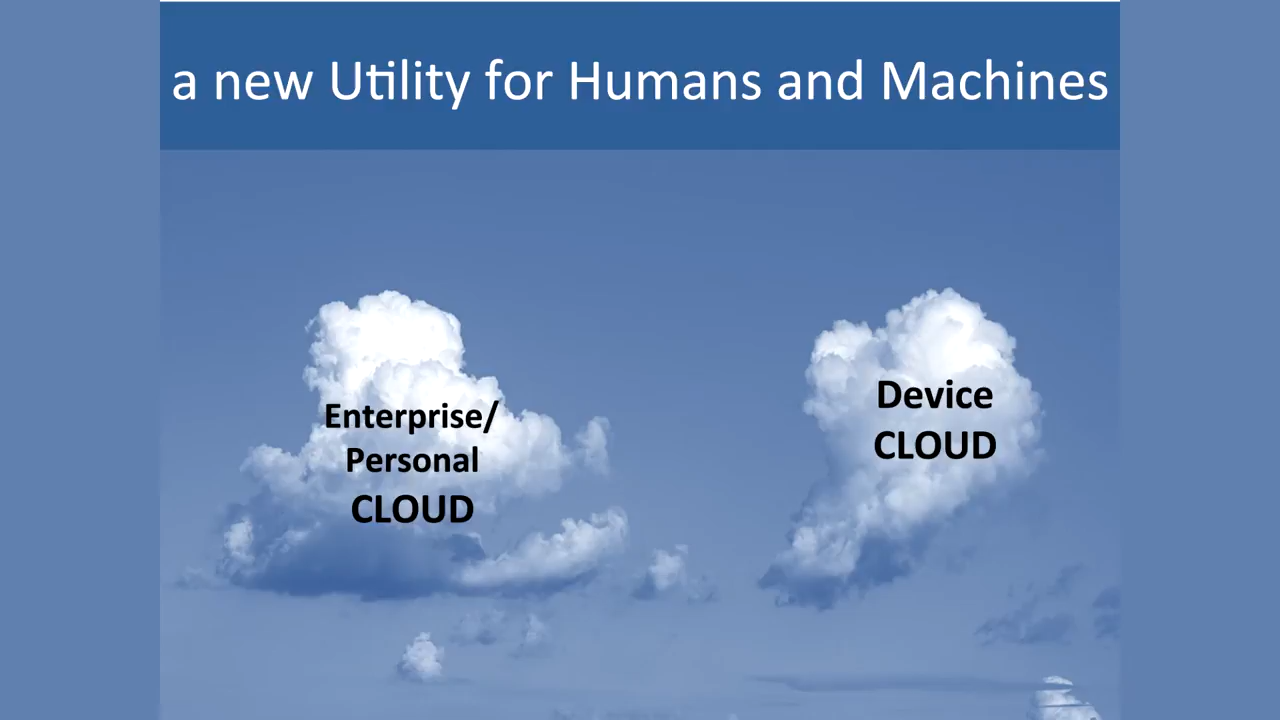 a new Utility for Humans and Machines
Enterprise/
Personal
CLOUD
Device
CLOUD